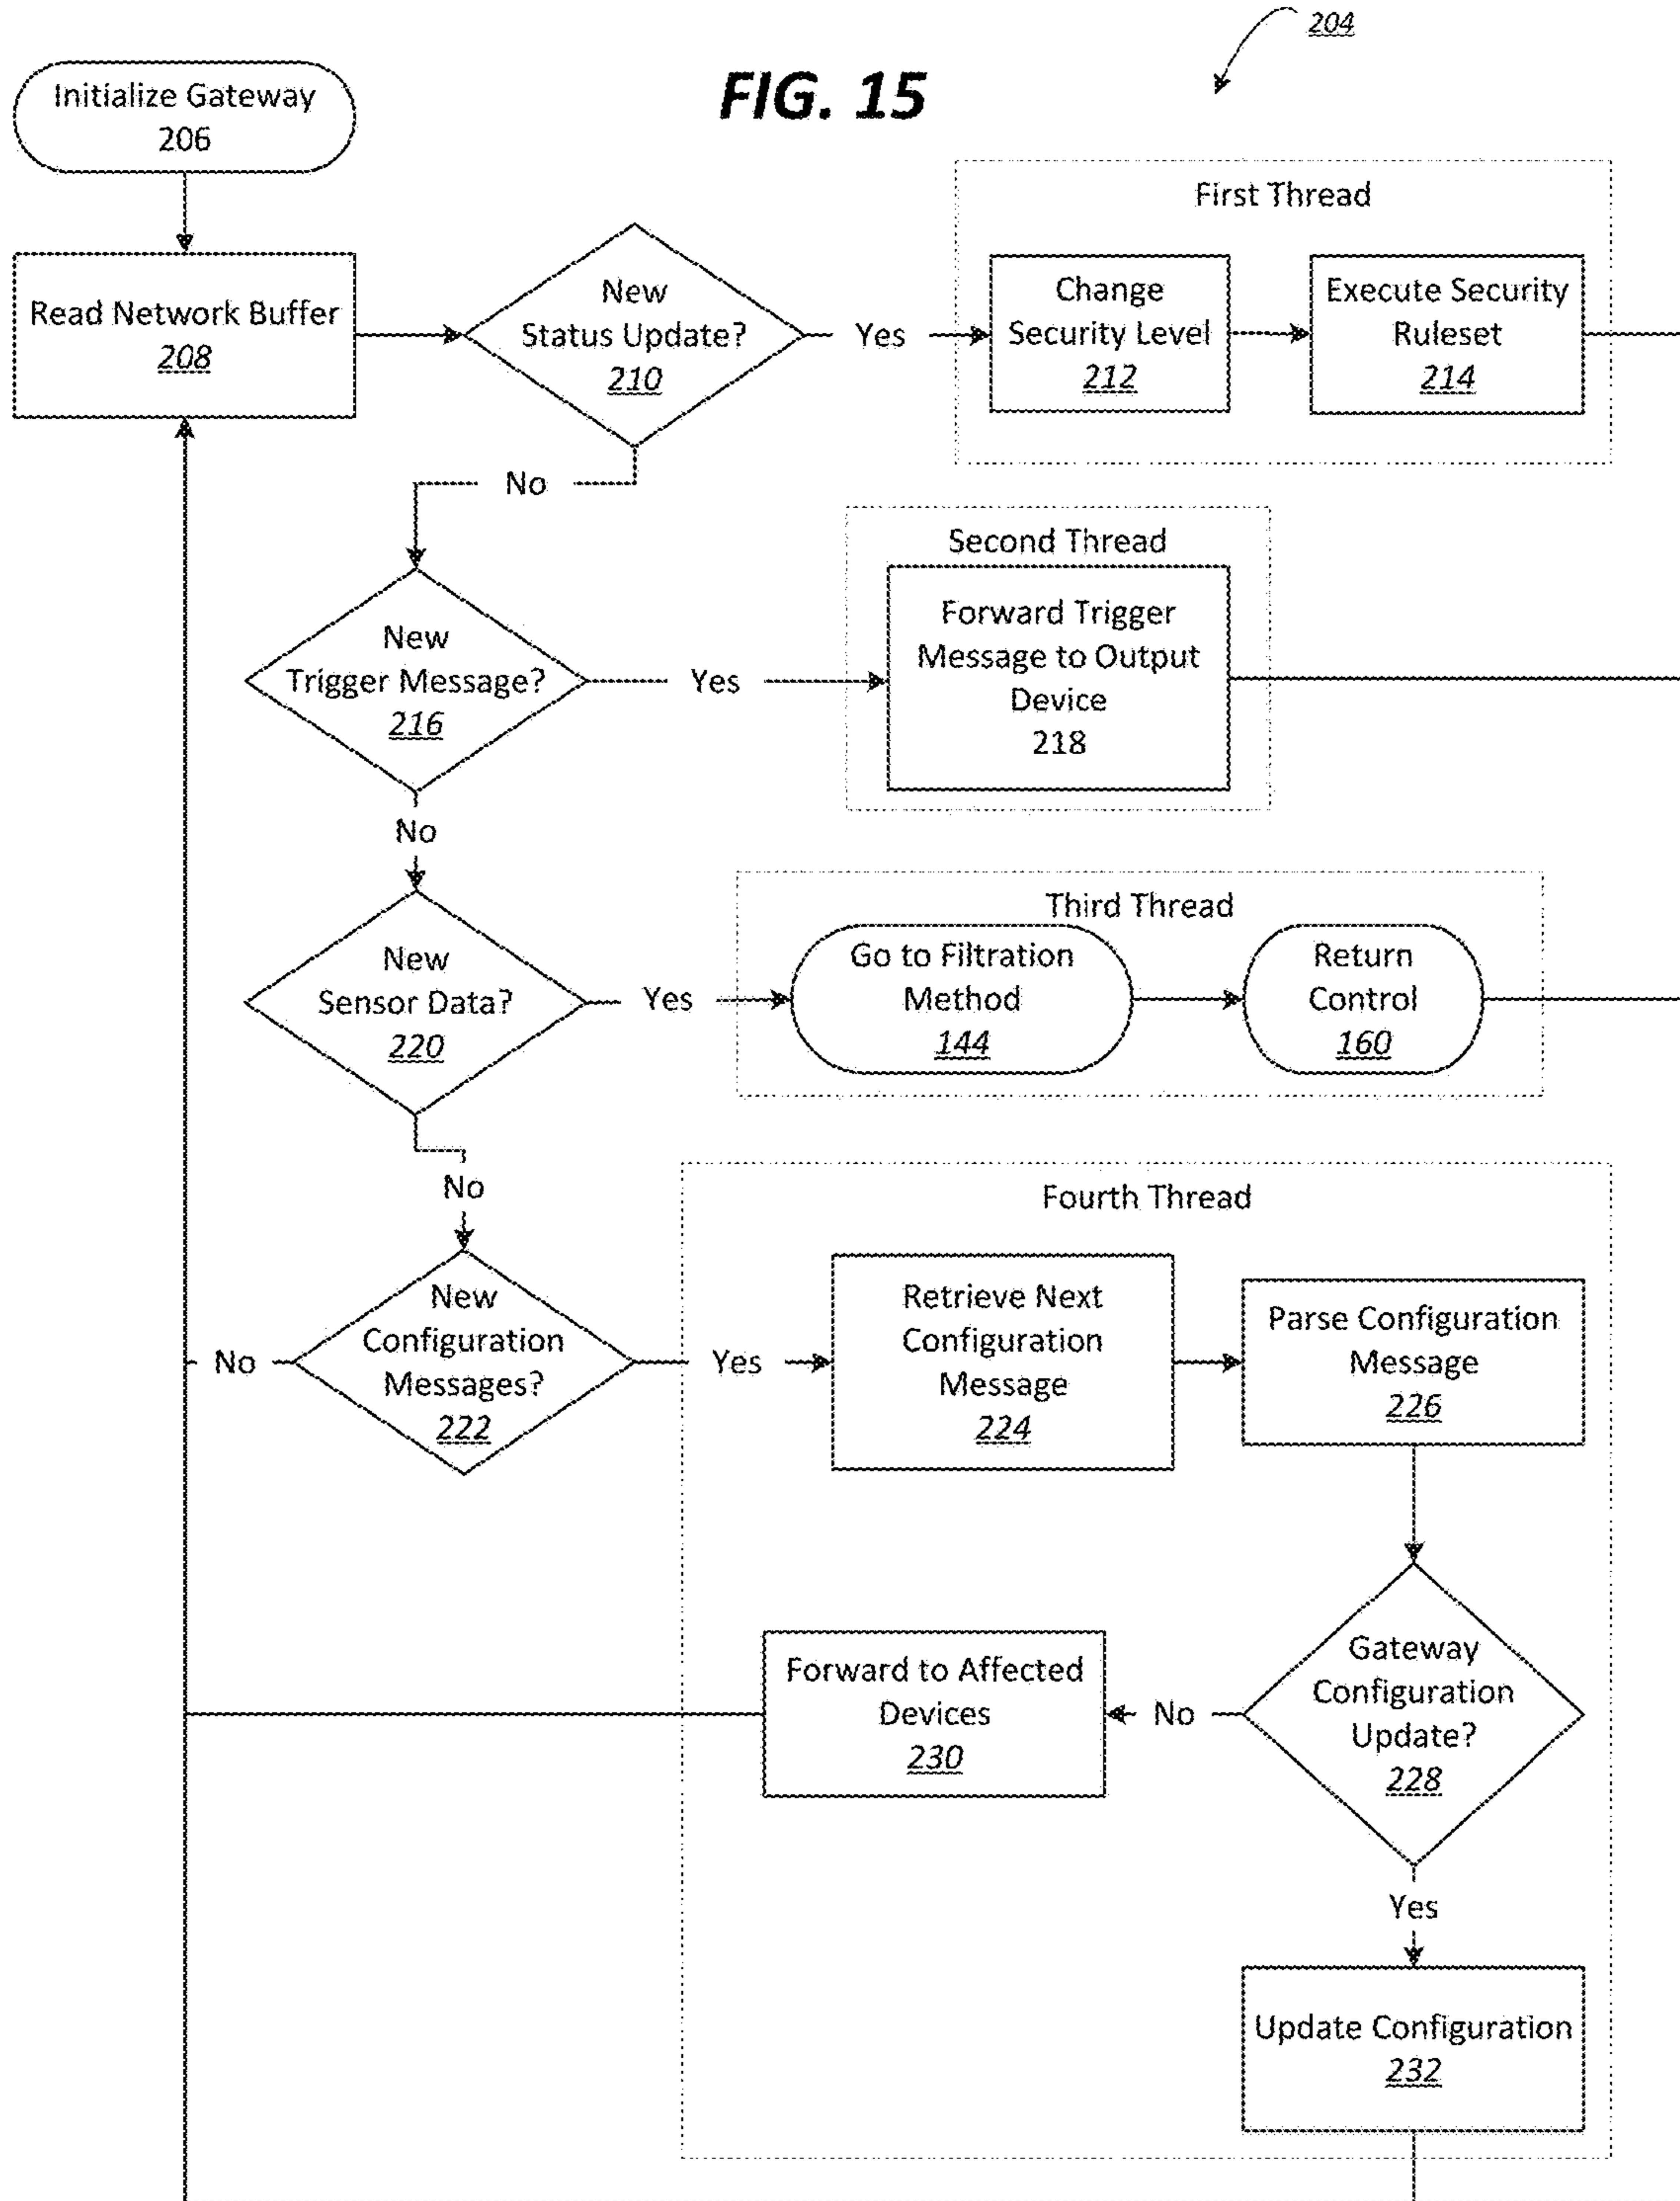 204
FIG. 15
Initialize Gateway
206
First Thread
Read Network Buffer
208
New
Status Update?
210
Yes
Change
Security Level
212
Execute Security
Ruleset
214
No
Second Thread
New
Trigger Message?
216
Yes
Forward Trigger
Message to Output
Device
218
No
Third Thread
New
Sensor Data?
220
Yes
Go to Filtration
Method
144
Return
Control
160
No
Fourth Thread
No
New
Configuration
Messages?
222
Yes
Retrieve Next
Configuration
Message
224
Parse Configuration
Message
226
Forward to Affected
Devices
230
No
Gateway
Configuration
Update?
228
Yes
Update Configuration
232